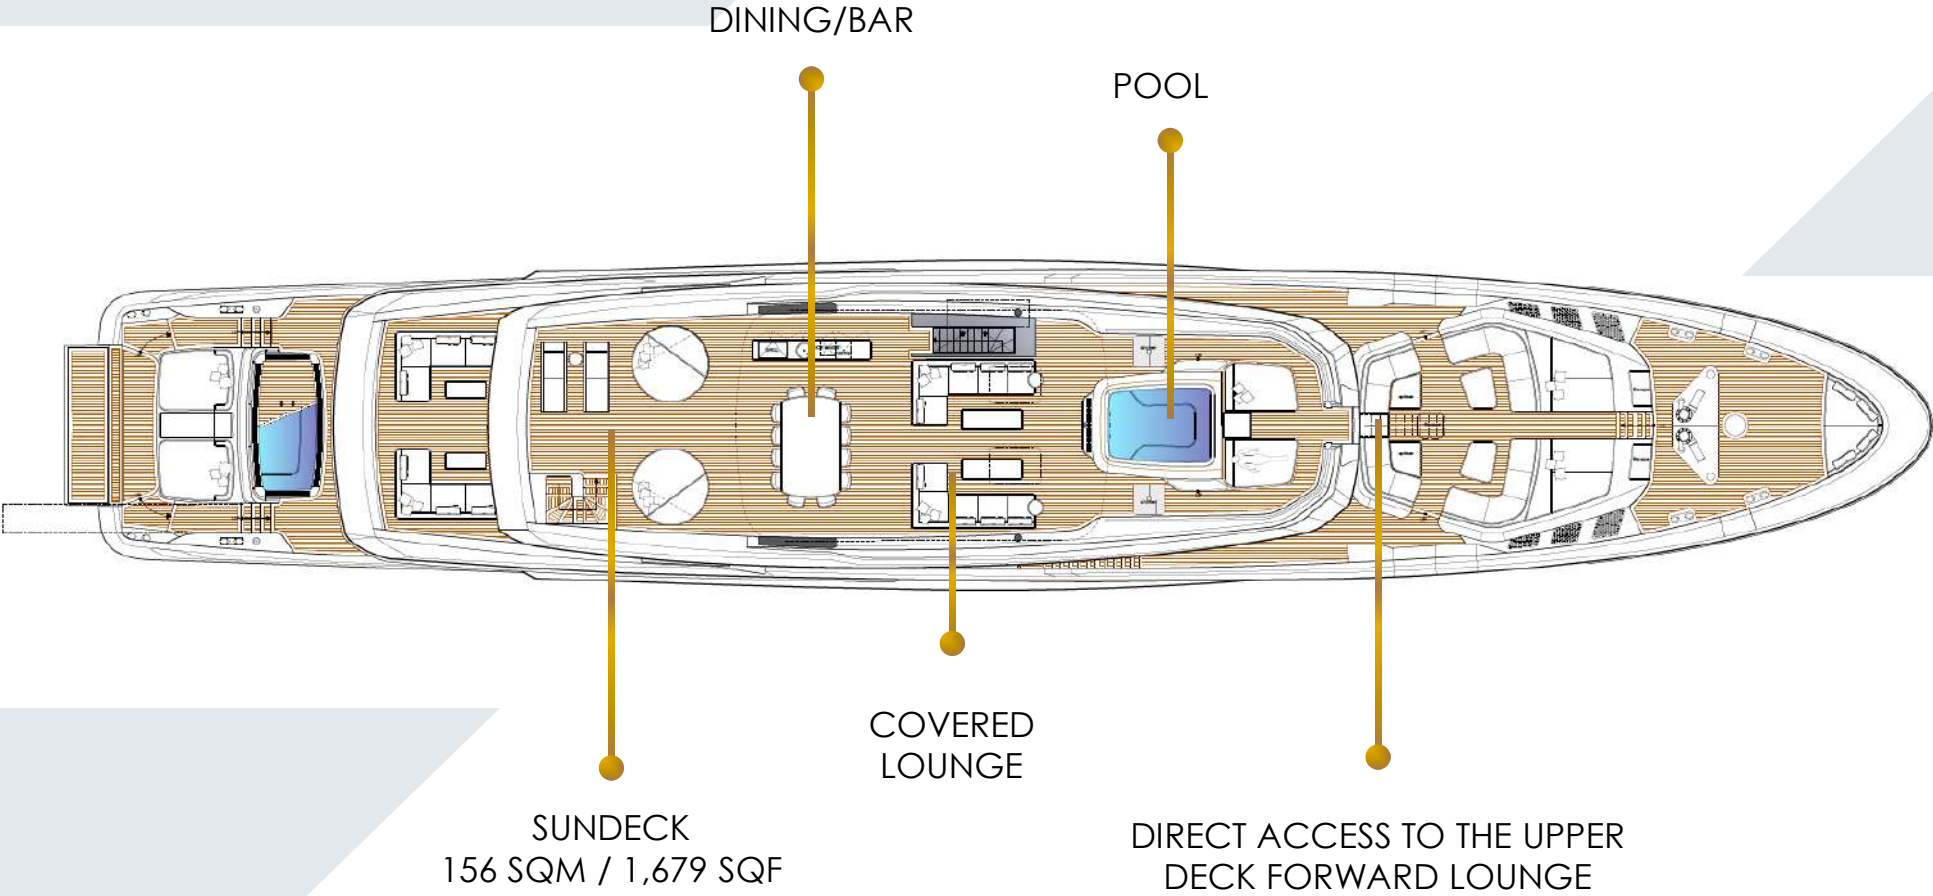 DINING/BAR
POOL
COVERED
LOUNGE
SUNDECK
156 SQM / 1,679 SQF
DIRECT ACCESS TO THE UPPER
DECK FORWARD LOUNGE